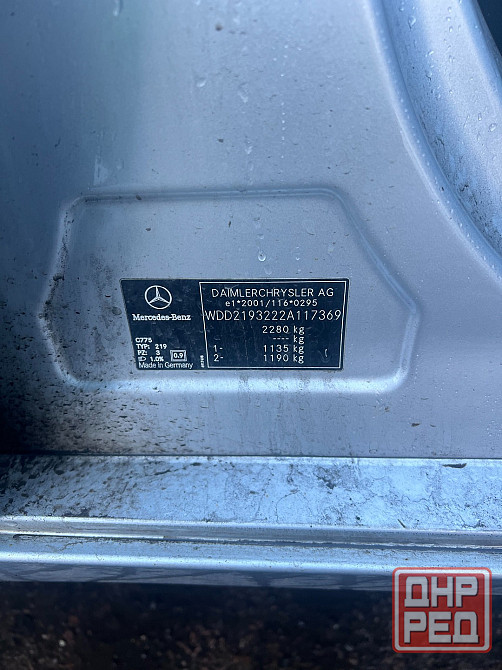 Mercedes-Benz
C775
TYP: 219
PZ: 3
1.0% 0.9
Made in Germany
DAIMLERCHRYSLER AG
e1*2001/116*0295
WDD2193222A117369
2280 kg
---- kg
1- 1135 kg
2- 1190 kg
ДНР
РЕД